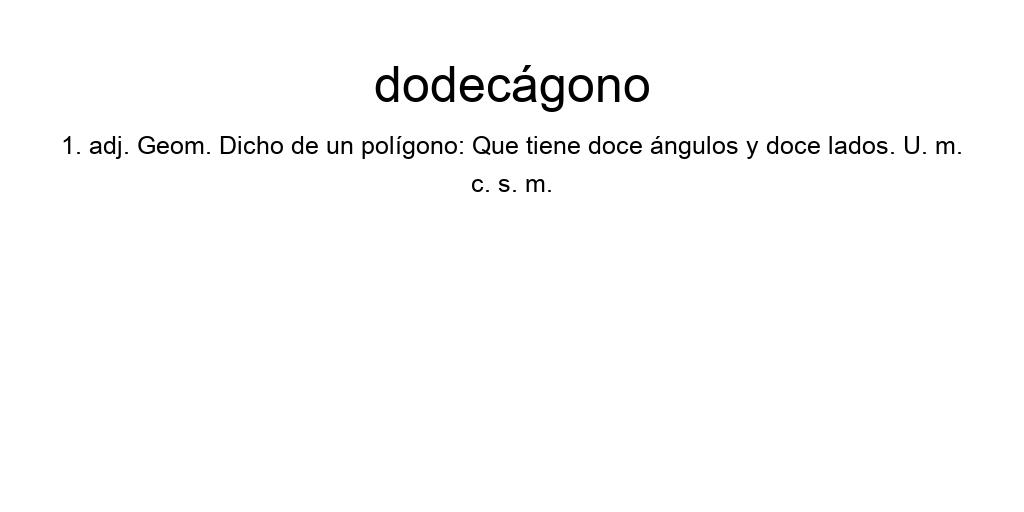 dodecágono
1. adj. Geom. Dicho de un polígono: Que tiene doce ángulos y doce lados. U. m.
c. s. m.